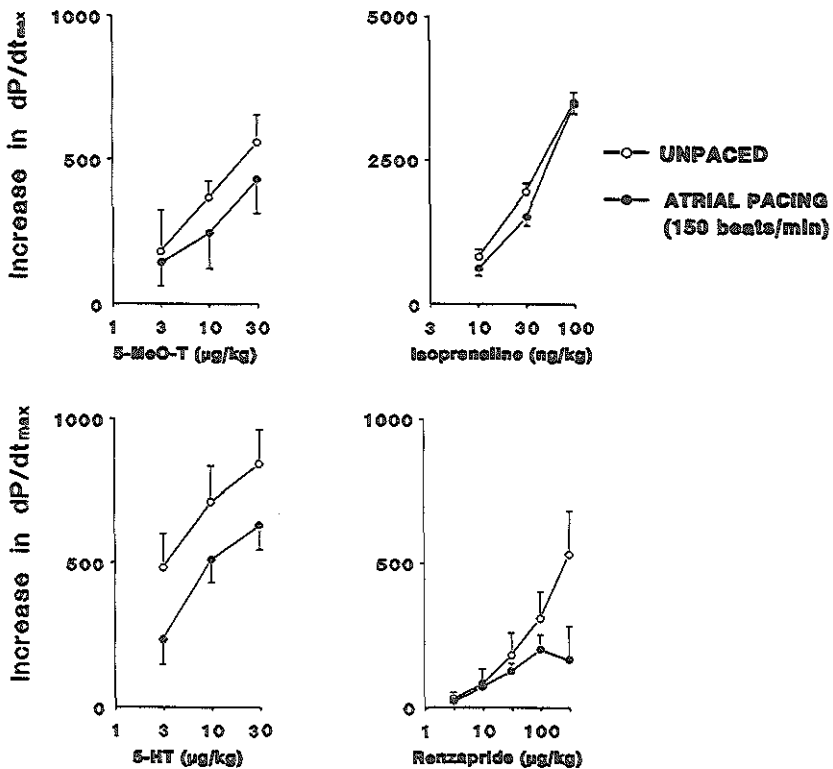 Increase in dP/dtmax
1000
500
0
1 3 10 30
5-MeO-T (µg/kg)
5000
2500
0
3 10 30 100
Isoprenaline (ng/kg)
UNPACED
ATRIAL PACING
(150 beats/min)
Increase in dP/dtmax
1000
500
0
1 3 10 30
5-HT (µg/kg)
1000
500
0
1 10 100
Renzapride (µg/kg)